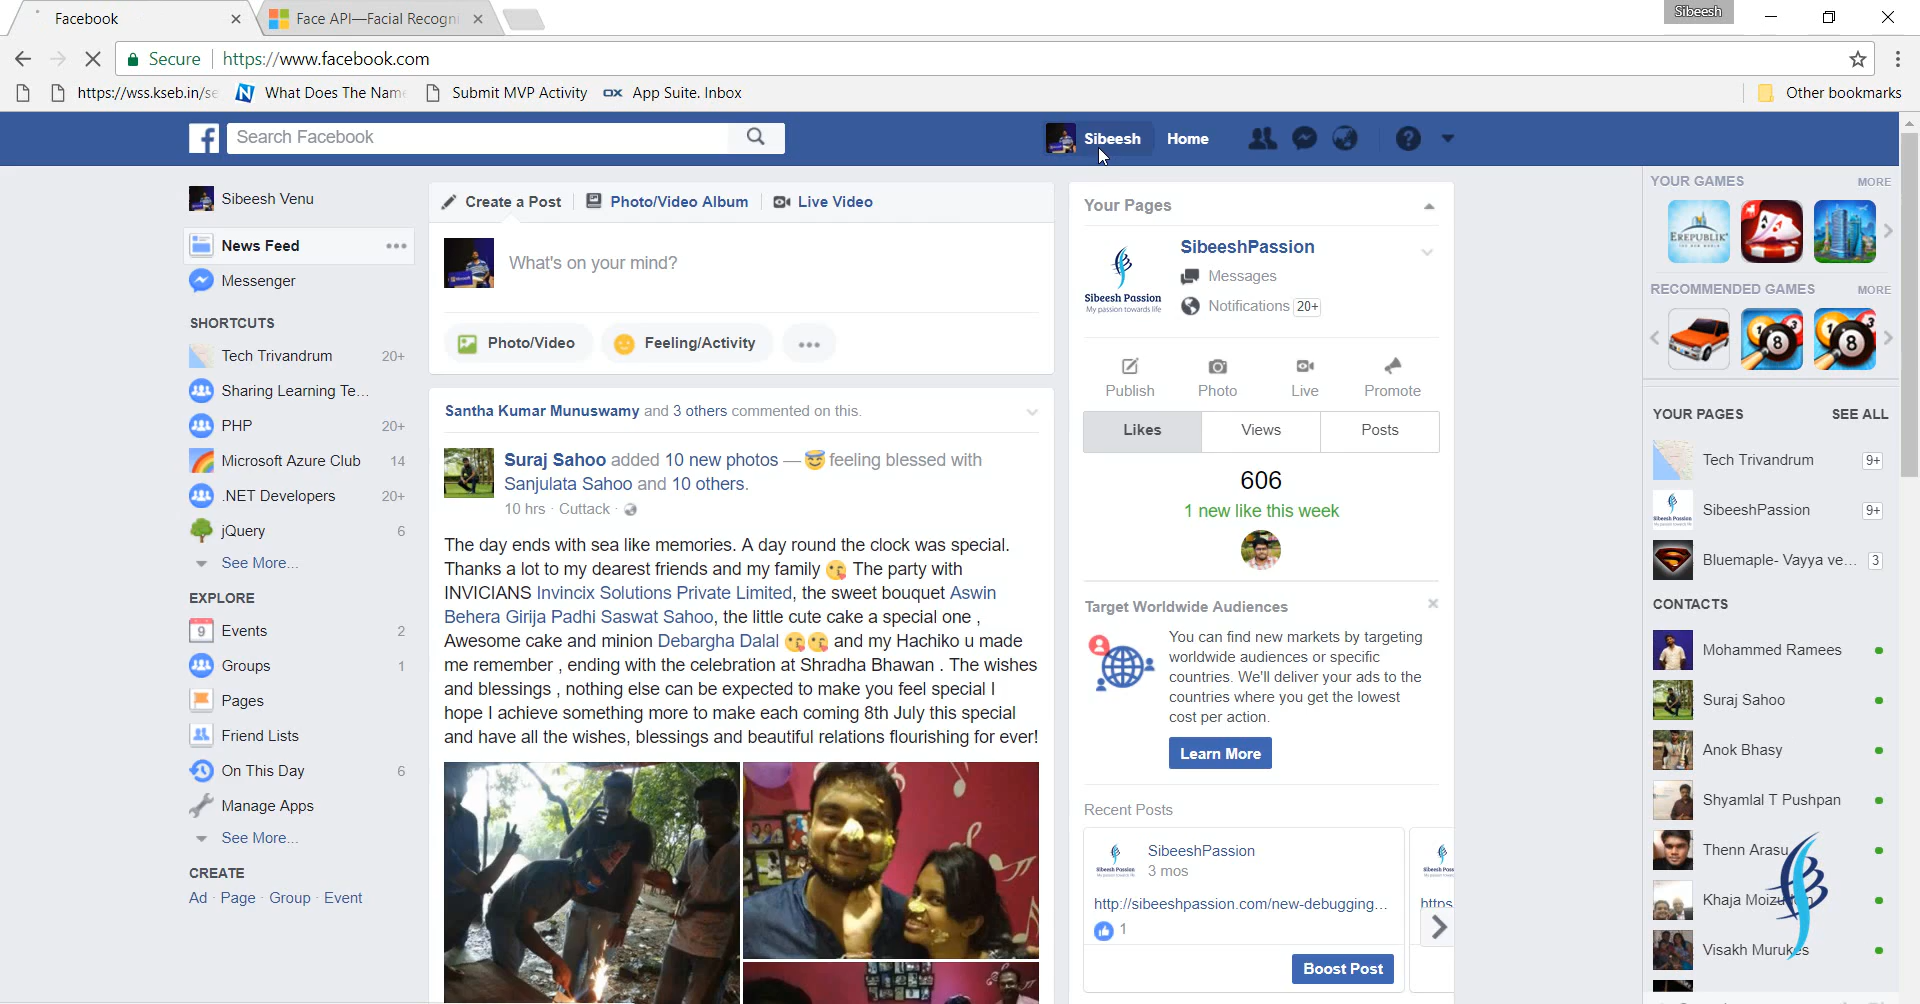 Facebook
Face API—Facial Recogni
Sibeesh
Secure
https://www.facebook.com
https://wss.kseb.in/se
What Does The Name
Submit MVP Activity
App Suite. Inbox
Other bookmarks
Search Facebook
Sibeesh
Home
Sibeesh Venu
News Feed
Messenger
SHORTCUTS
Tech Trivandrum 20+
Sharing Learning Te...
PHP 20+
Microsoft Azure Club 14
.NET Developers 20+
jQuery 6
See More...
EXPLORE
Events 2
Groups 1
Pages
Friend Lists
On This Day 6
Manage Apps
See More...
CREATE
Ad · Page · Group · Event
Create a Post
Photo/Video Album
Live Video
What's on your mind?
Photo/Video
Feeling/Activity
Santha Kumar Munuswamy and 3 others commented on this.
Suraj Sahoo added 10 new photos — feeling blessed with
Sanjulata Sahoo and 10 others.
10 hrs · Cuttack ·
The day ends with sea like memories. A day round the clock was special.
Thanks a lot to my dearest friends and my family 😘 The party with
INVICIANS Invincix Solutions Private Limited, the sweet bouquet Aswin
Behera Girija Padhi Saswat Sahoo, the little cute cake a special one ,
Awesome cake and minion Debargha Dalal 😘😘 and my Hachiko u made
me remember , ending with the celebration at Shradha Bhawan . The wishes
and blessings , nothing else can be expected to make you feel special I
hope I achieve something more to make each coming 8th July this special
and have all the wishes, blessings and beautiful relations flourishing for ever!
Your Pages
Sibeesh Passion
My passion towards life
SibeeshPassion
Messages
Notifications 20+
Publish
Photo
Live
Promote
Likes
Views
Posts
606
1 new like this week
Target Worldwide Audiences
You can find new markets by targeting
worldwide audiences or specific
countries. We'll deliver your ads to the
countries where you get the lowest
cost per action.
Learn More
Recent Posts
SibeeshPassion
3 mos
http://sibeeshpassion.com/new-debugging...
https
1
Boost Post
YOUR GAMES
MORE
EREPUBLIK
RECOMMENDED GAMES
MORE
YOUR PAGES
SEE ALL
Tech Trivandrum 9+
SibeeshPassion 9+
Bluemaple- Vayya ve... 3
CONTACTS
Mohammed Ramees
Suraj Sahoo
Anok Bhasy
Shyamlal T Pushpan
Thenn Arasu
Khaja Moizu
Visakh Murukes